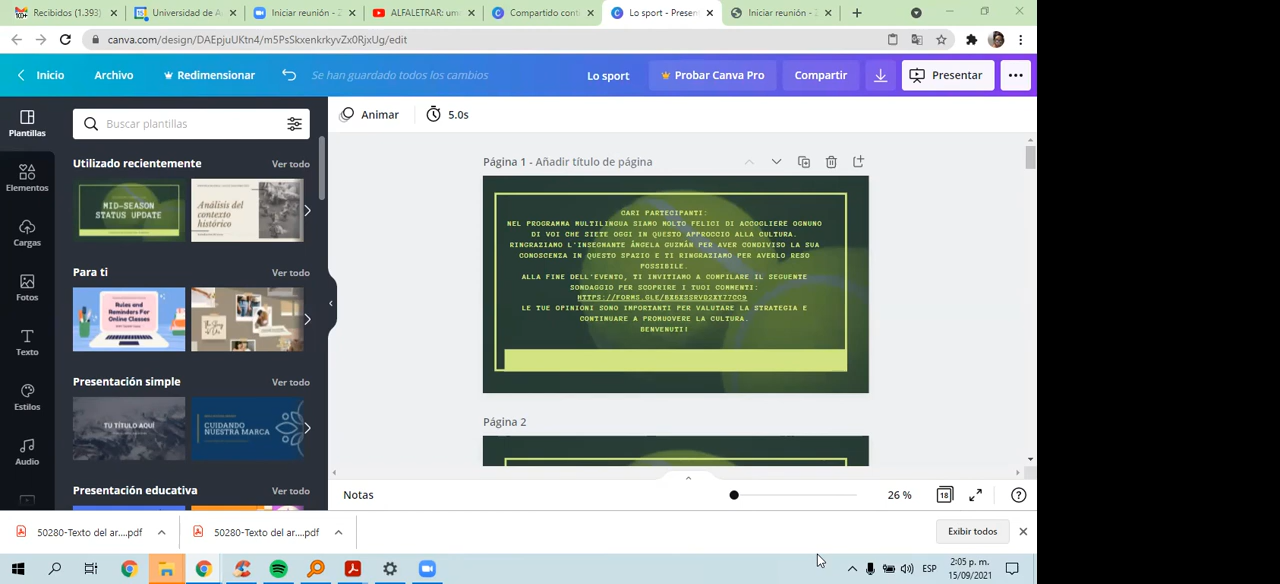 Recibidos (1.393)
Universidad de A
Iniciar reunión - Z
ALFALETRAR: um
Compartido con
Lo sport - Presen
Iniciar reunión - Z
canva.com/design/DAEpjuUKtn4/m5PsSkxenkrkyvZx0RjxUg/edit
Inicio
Archivo
Redimensionar
Se han guardado todos los cambios
Lo sport
Probar Canva Pro
Compartir
Presentar
Plantillas
Buscar plantillas
Animar
5.0s
Elementos
Cargas
Fotos
Texto
Estilos
Audio
Utilizado recientemente
Ver todo
MID-SEASON
STATUS UPDATE
Análisis del
contexto
histórico
Para ti
Ver todo
Rules and
Reminders For
Online Classes
Presentación simple
Ver todo
TU TÍTULO AQUÍ
CUIDANDO
NUESTRA MARCA
Presentación educativa
Ver todo
Página 1 - Añadir título de página
CARI PARTECIPANTI:
NEL PROGRAMMA MULTILINGUA SIAMO MOLTO FELICI DI ACCOGLIERE OGNUNO
DI VOI CHE SIETE OGGI IN QUESTO APPROCCIO ALLA CULTURA.
RINGRAZIAMO L'INSEGNANTE ÁNGELA GUZMÁN PER AVER CONDIVISO LA SUA
CONOSCENZA IN QUESTO SPAZIO E TI RINGRAZIAMO PER AVERLO RESO
POSSIBILE.
ALLA FINE DELL'EVENTO, TI INVITIAMO A COMPILARE IL SEGUENTE
SONDAGGIO PER SCOPRIRE I TUOI COMMENTI:
LE TUE OPINIONI SONO IMPORTANTI PER VALUTARE LA STRATEGIA E
CONTINUARE A PROMUOVERE LA CULTURA.
BENVENUTI!
Página 2
Notas
26 %
18
50280-Texto del ar....pdf
50280-Texto del ar....pdf
Exibir todos
ESP
2:05 p. m.
15/09/2021